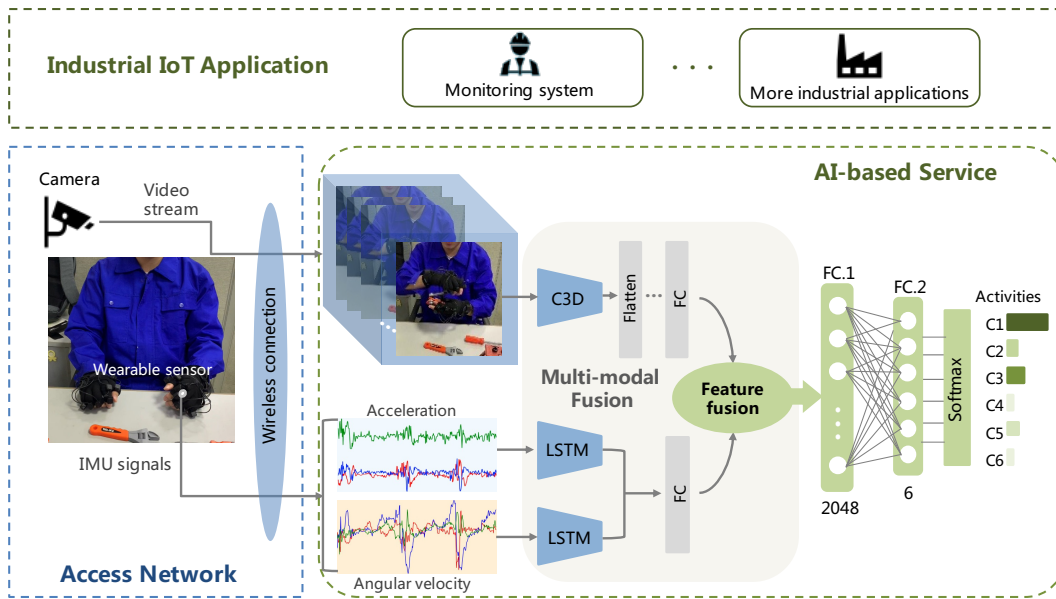 Industrial IoT Application
Monitoring system
. . .
More industrial applications
AI-based Service
Camera
Video
stream
Wearable sensor
IMU signals
Wireless connection
Access Network
C3D
Flatten
...
FC
Multi-modal
Fusion
Feature
fusion
Acceleration
LSTM
LSTM
FC
Angular velocity
FC.1
2048
FC.2
6
Softmax
Activities
C1
C2
C3
C4
C5
C6